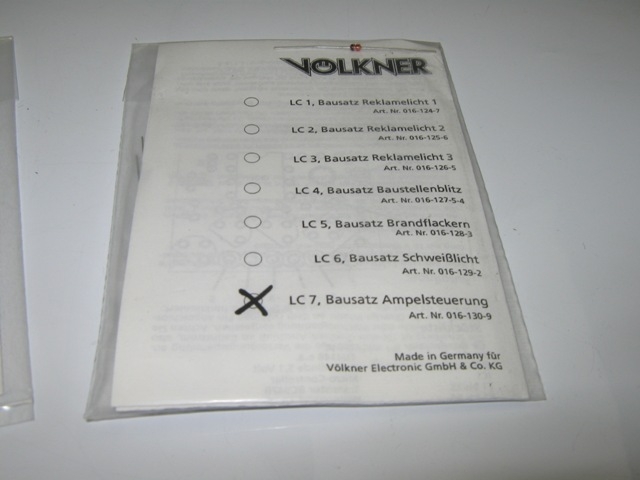 VÖLKNER
LC 1, Bausatz Reklamelicht 1
Art. Nr. 016-124-7
LC 2, Bausatz Reklamelicht 2
Art. Nr. 016-125-6
LC 3, Bausatz Reklamelicht 3
Art. Nr. 016-126-5
LC 4, Bausatz Baustellenblitz
Art. Nr. 016-127-5-4
LC 5, Bausatz Brandflackern
Art. Nr. 016-128-3
LC 6, Bausatz Schweißlicht
Art. Nr. 016-129-2
LC 7, Bausatz Ampelsteuerung
Art. Nr. 016-130-9
Made in Germany für
Völkner Electronic GmbH & Co. KG